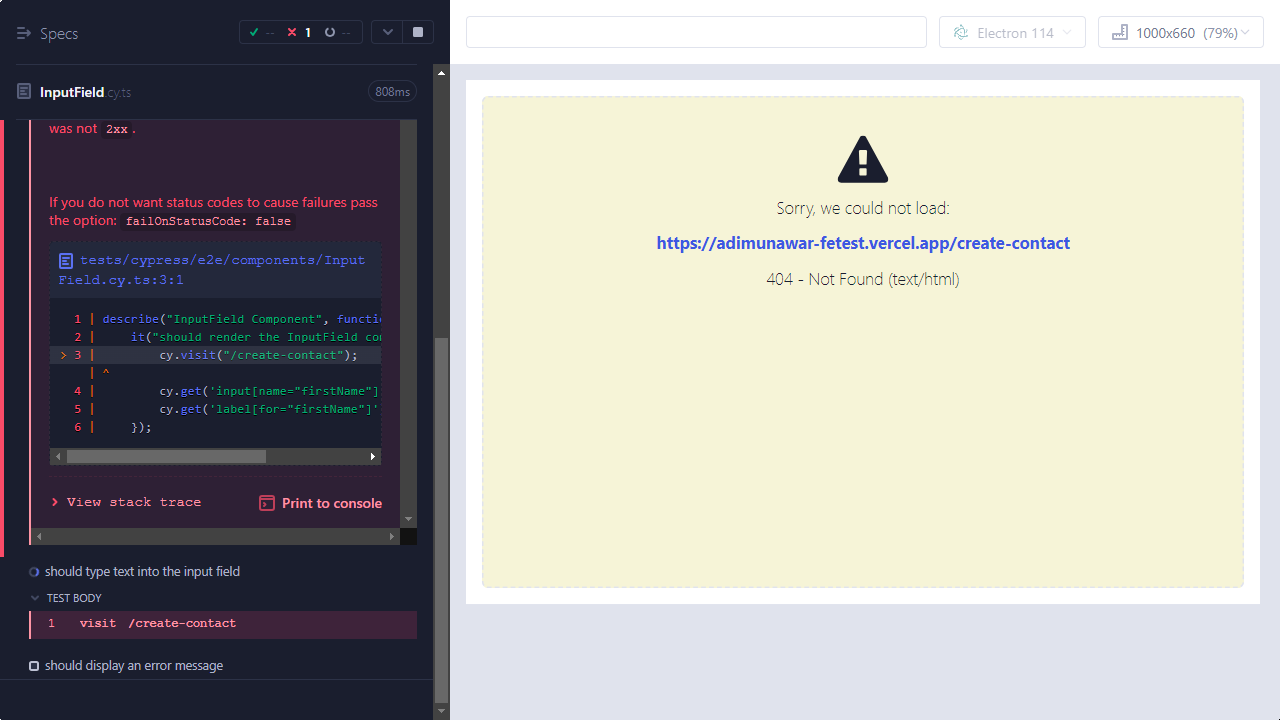 Specs
-- 1 --
InputField.cy.ts
808ms
was not 2xx.
If you do not want status codes to cause failures pass
the option: failOnStatusCode: false
tests/cypress/e2e/components/Input
Field.cy.ts:3:1
1 | describe("InputField Component", functio
2 | it("should render the InputField com
> 3 | cy.visit("/create-contact");
| ^
4 | cy.get('input[name="firstName"]
5 | cy.get('label[for="firstName"]'
6 | });
> View stack trace
Print to console
should type text into the input field
TEST BODY
1 visit /create-contact
should display an error message
Electron 114
1000x660 (79%)
Sorry, we could not load:
https://adimunawar-fetest.vercel.app/create-contact
404 - Not Found (text/html)